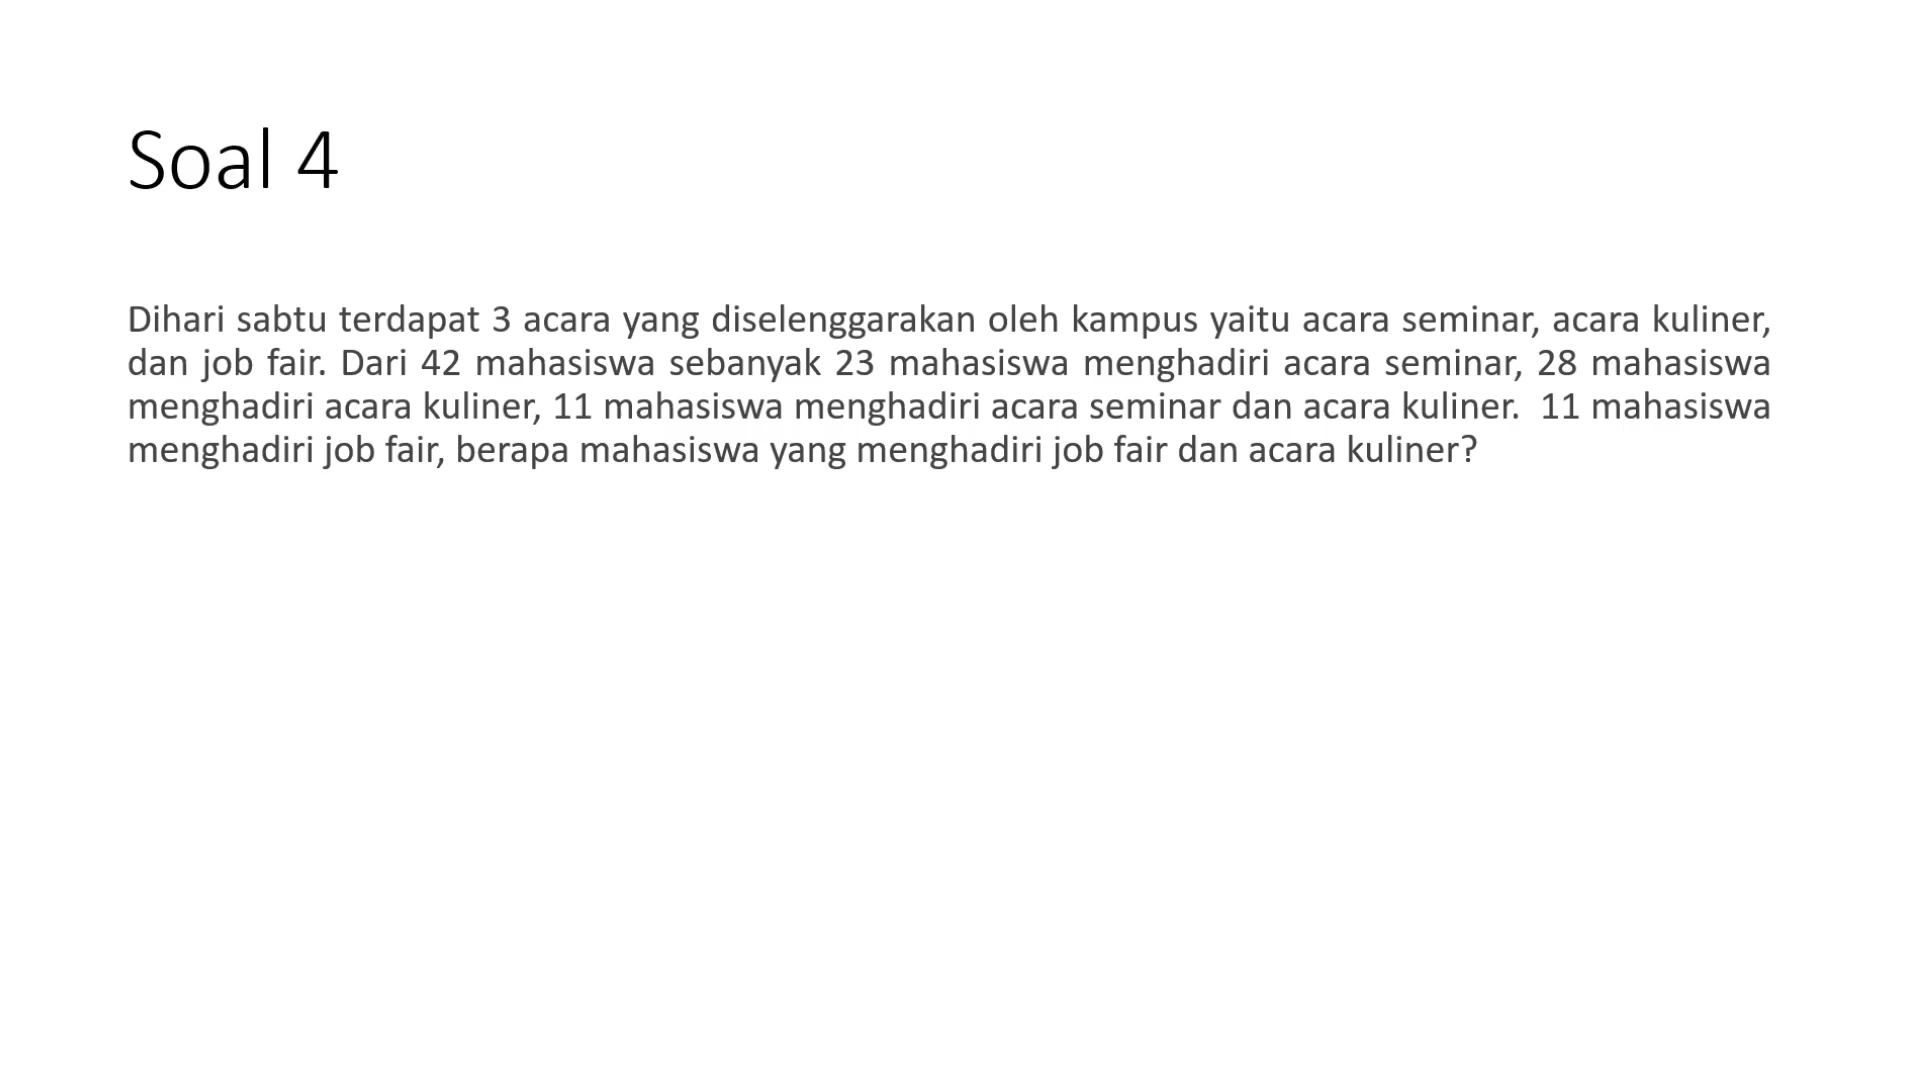 Soal 4
Dihari sabtu terdapat 3 acara yang diselenggarakan oleh kampus yaitu acara seminar, acara kuliner,
dan job fair. Dari 42 mahasiswa sebanyak 23 mahasiswa menghadiri acara seminar, 28 mahasiswa
menghadiri acara kuliner, 11 mahasiswa menghadiri acara seminar dan acara kuliner.  11 mahasiswa
menghadiri job fair, berapa mahasiswa yang menghadiri job fair dan acara kuliner?